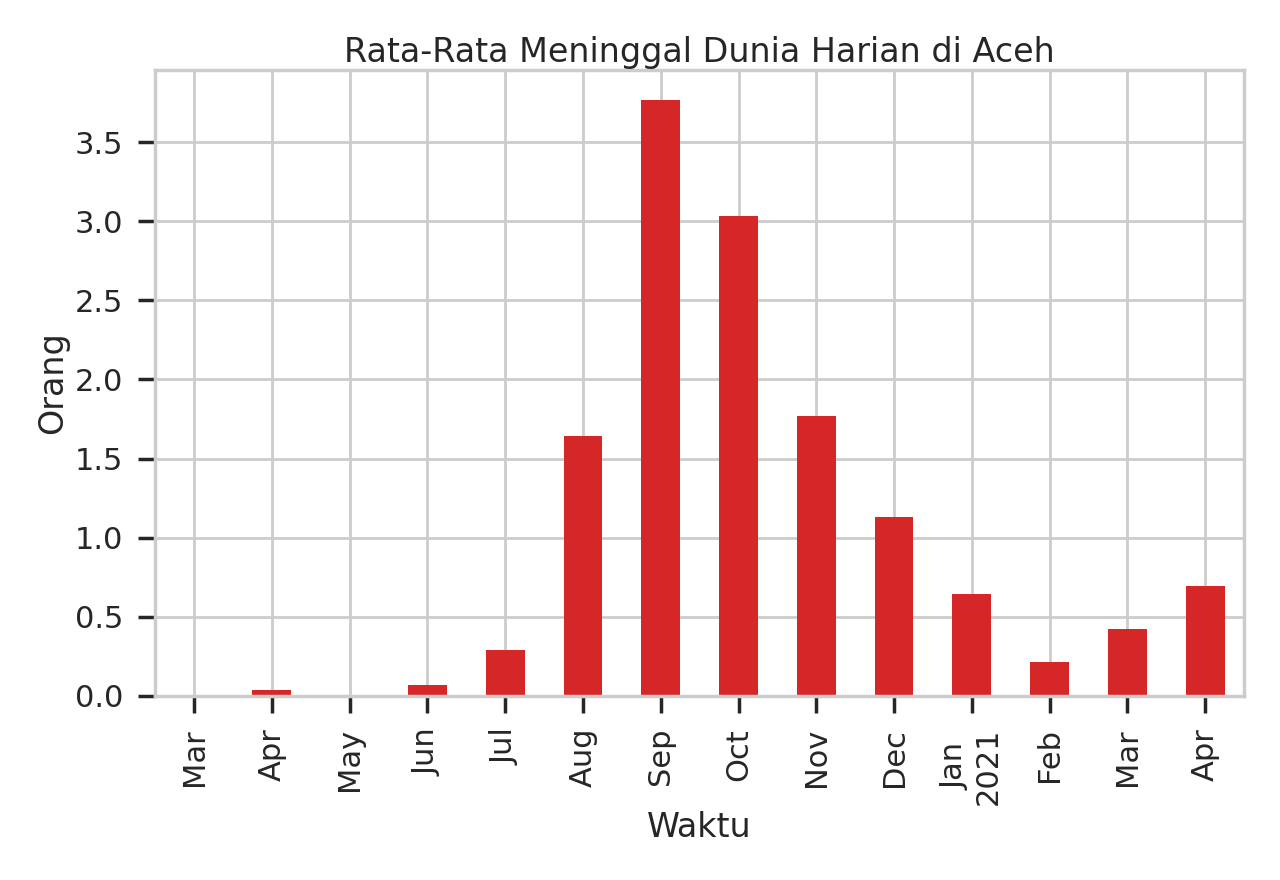 Rata-Rata Meninggal Dunia Harian di Aceh
Orang
3.5
3.0
2.5
2.0
1.5
1.0
0.5
0.0
Mar
Apr
May
Jun
Jul
Aug
Sep
Oct
Nov
Dec
Jan
2021
Feb
Mar
Apr
Waktu